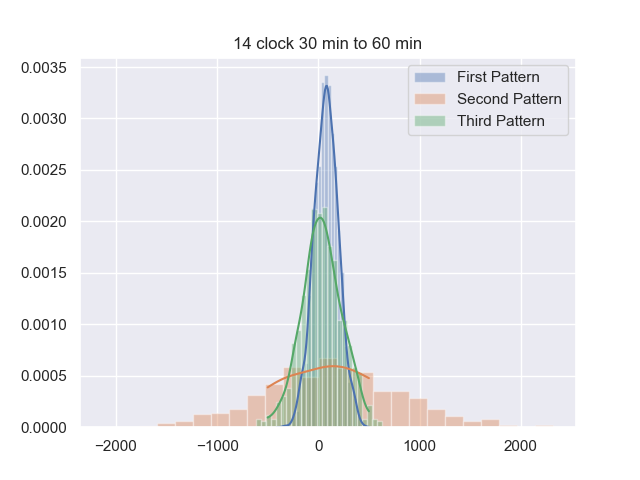 14 clock 30 min to 60 min
First Pattern
Second Pattern
Third Pattern
0.0035
0.0030
0.0025
0.0020
0.0015
0.0010
0.0005
0.0000
−2000 −1000 0 1000 2000